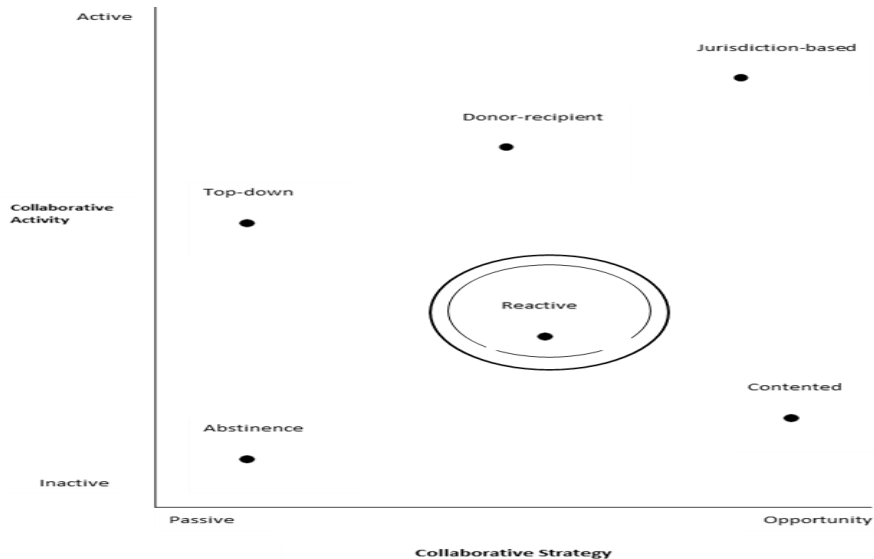 Active
Jurisdiction-based
Donor-recipient
Top-down
Collaborative
Activity
Reactive
Contented
Abstinence
Inactive
Passive
Opportunity
Collaborative Strategy